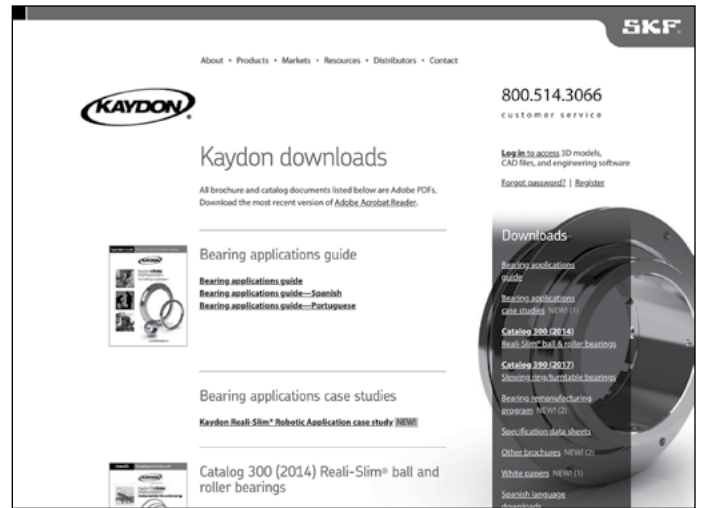 SKF.
About • Products • Markets • Resources • Distributors • Contact
KAYDON®
800.514.3066
customer service
Kaydon downloads
Log in to access 3D models,
CAD files, and engineering software
Forgot password? | Register
All brochure and catalog documents listed below are Adobe PDFs.
Download the most recent version of Adobe Acrobat Reader.
Bearing applications guide
Bearing applications guide
Bearing applications guide—Spanish
Bearing applications guide—Portuguese
Bearing applications case studies
Kaydon Reali-Slim® Robotic Application case study NEW!
Catalog 300 (2014) Reali-Slim® ball and
roller bearings
Downloads
Bearing applications
guide
Bearing applications
case studies NEW! (1)
Catalog 300 (2014)
Reali-Slim® ball & roller bearings
Catalog 390 (2017)
Slewing ring/turntable bearings
Bearing remanufacturing
program NEW! (2)
Specification data sheets
Other brochures NEW! (2)
White papers NEW! (1)
Spanish language
downloads